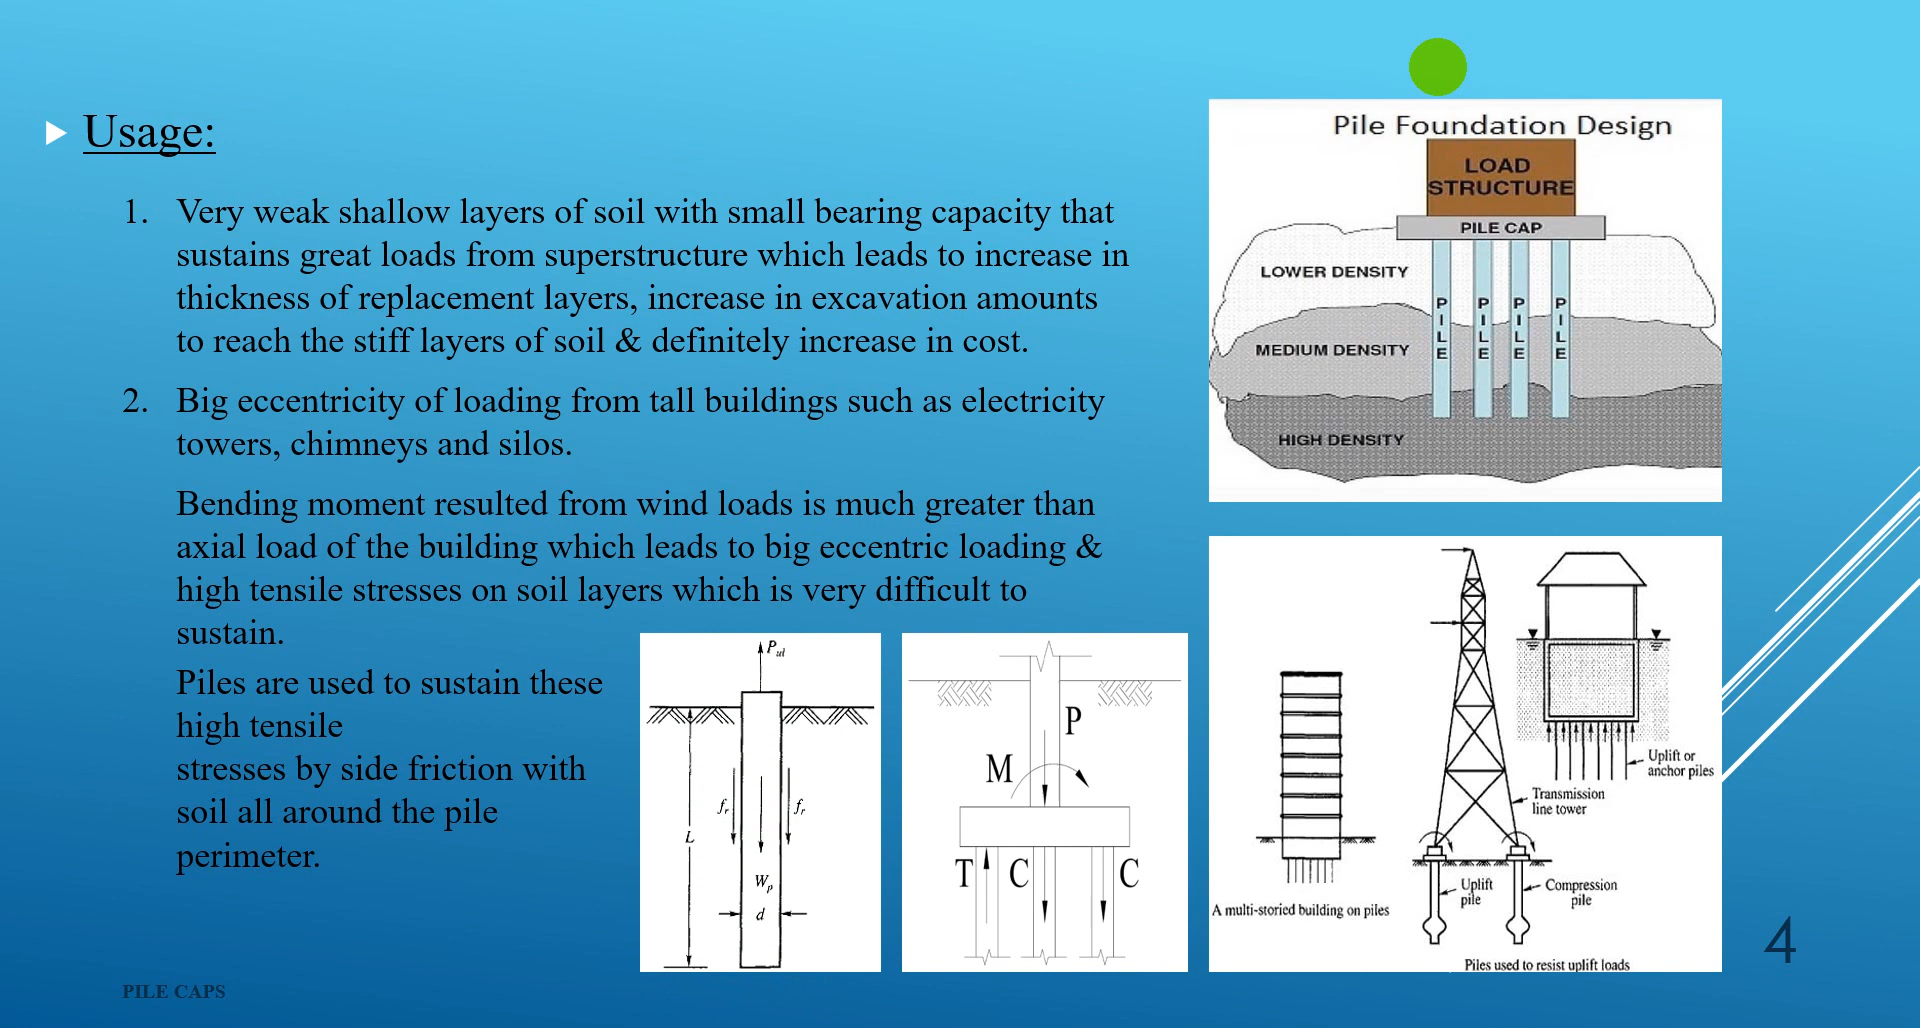 Usage:
1. Very weak shallow layers of soil with small bearing capacity that
sustains great loads from superstructure which leads to increase in
thickness of replacement layers, increase in excavation amounts
to reach the stiff layers of soil & definitely increase in cost.
2. Big eccentricity of loading from tall buildings such as electricity
towers, chimneys and silos.
Bending moment resulted from wind loads is much greater than
axial load of the building which leads to big eccentric loading &
high tensile stresses on soil layers which is very difficult to
sustain.
Piles are used to sustain these
high tensile
stresses by side friction with
soil all around the pile
perimeter.
Pile Foundation Design
LOAD
STRUCTURE
PILE CAP
LOWER DENSITY
MEDIUM DENSITY
HIGH DENSITY
PILE
PILE
PILE
PILE
Pul
fr
fr
L
Wp
d
P
M
T
C
C
Uplift or
anchor piles
Transmission
line tower
Uplift
pile
Compression
pile
A multi-storied building on piles
Piles used to resist uplift loads
PILE CAPS
4